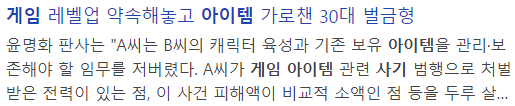 게임 레벨업 약속해놓고 아이템 가로챈 30대 벌금형
윤명화 판사는 "A씨는 B씨의 캐릭터 육성과 기존 보유 아이템을 관리·보
존해야 할 임무를 저버렸다. A씨가 게임 아이템 관련 사기 범행으로 처벌
받은 전력이 있는 점, 이 사건 피해액이 비교적 소액인 점 등을 두루 살...